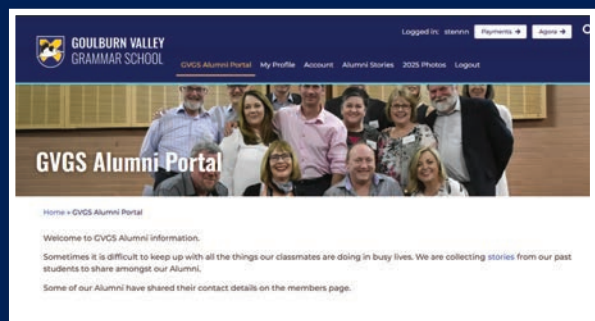 GOULBURN VALLEY
GRAMMAR SCHOOL
Logged in: stennn Payments → Agora →
GVGS Alumni Portal My Profile Account Alumni Stories 2025 Photos Logout
GVGS Alumni Portal
Home » GVGS Alumni Portal
Welcome to GVGS Alumni information.
Sometimes it is difficult to keep up with all the things our classmates are doing in busy lives. We are collecting stories from our past
students to share amongst our Alumni.
Some of our Alumni have shared their contact details on the members page.